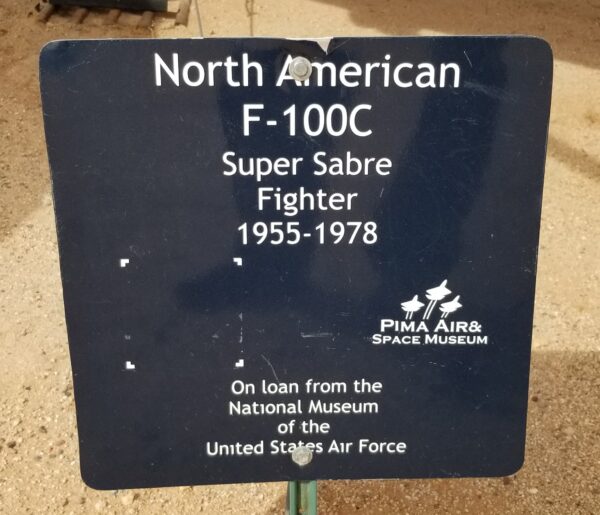 North American
F-100C
Super Sabre
Fighter
1955-1978
PIMA AIR&
SPACE MUSEUM
On loan from the
National Museum
of the
United States Air Force